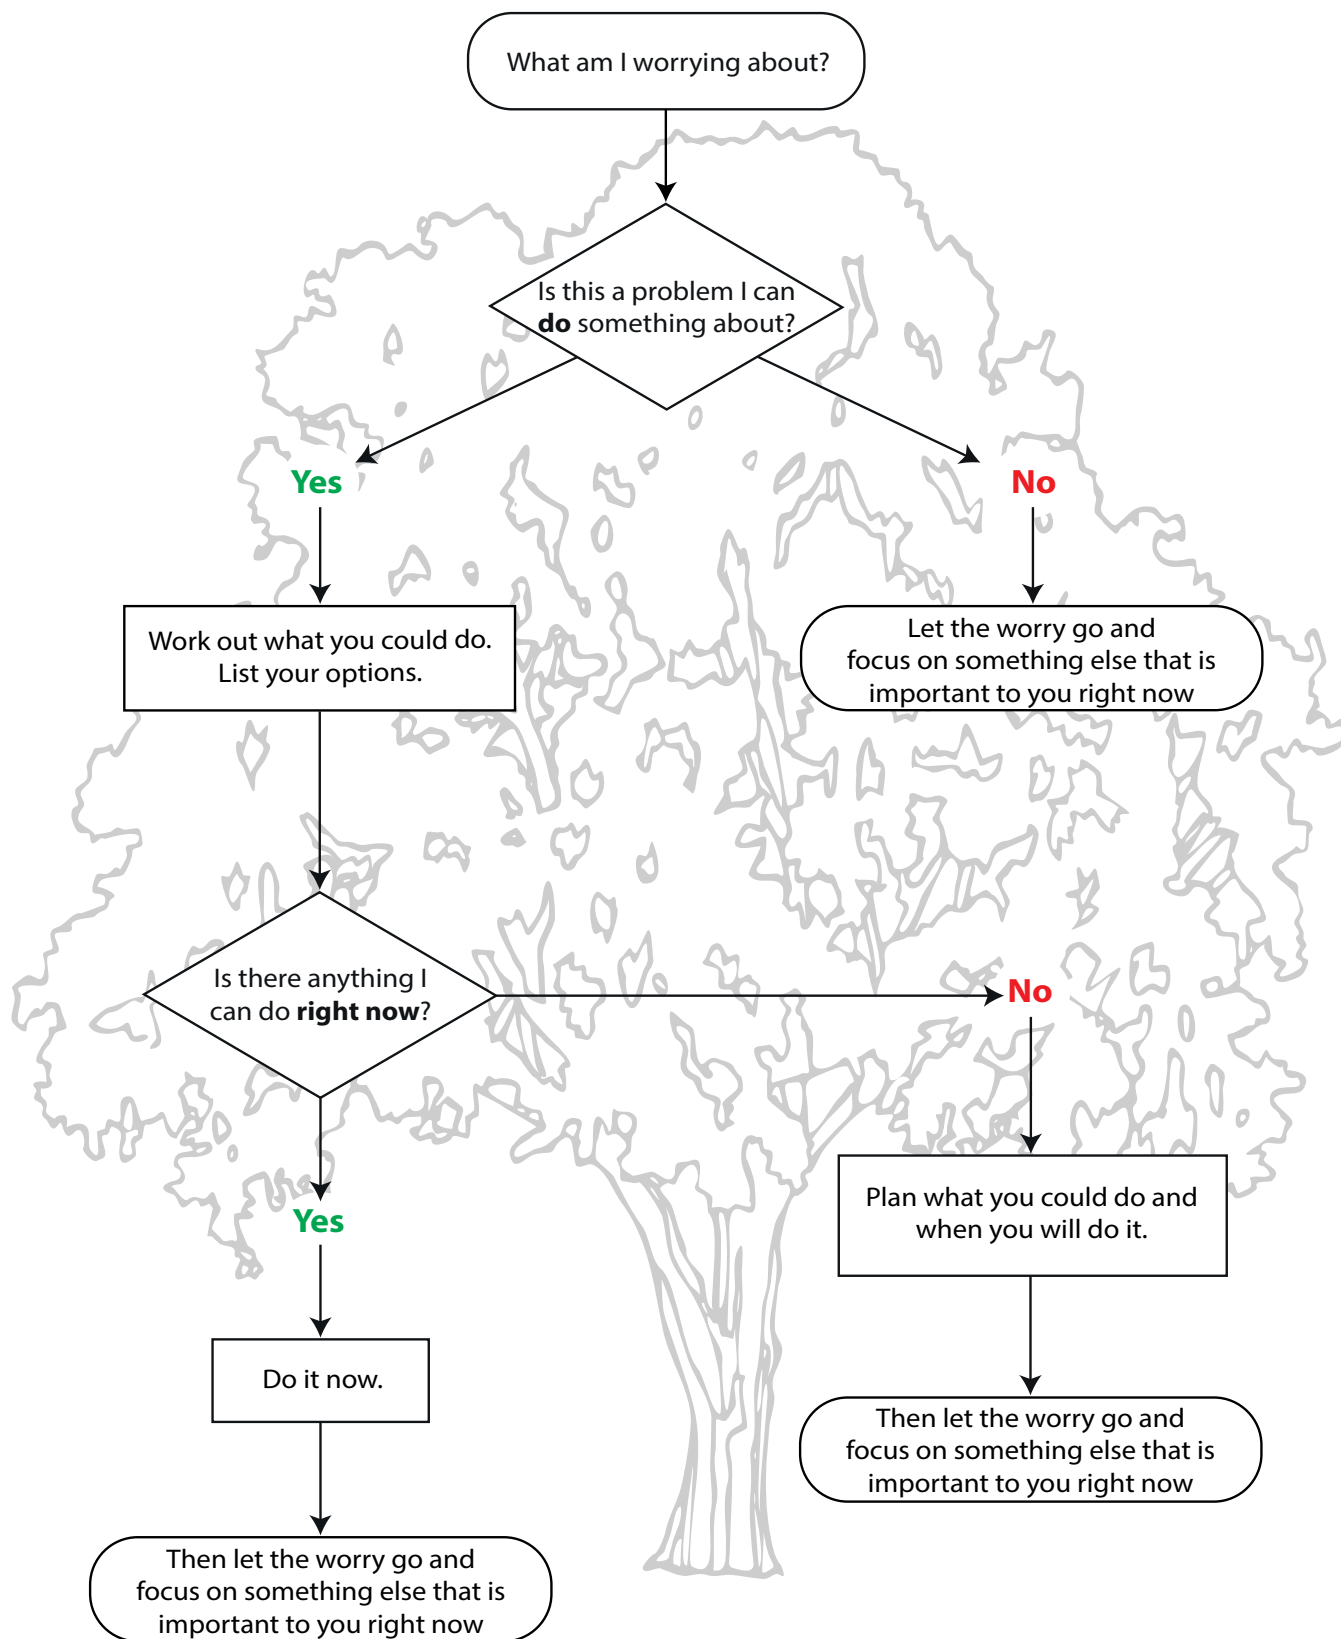 What am I worrying about?
Is this a problem I can
do something about?
Yes
No
Work out what you could do.
List your options.
Let the worry go and
focus on something else that is
important to you right now
Is there anything I
can do right now?
No
Yes
Plan what you could do and
when you will do it.
Do it now.
Then let the worry go and
focus on something else that is
important to you right now
Then let the worry go and
focus on something else that is
important to you right now